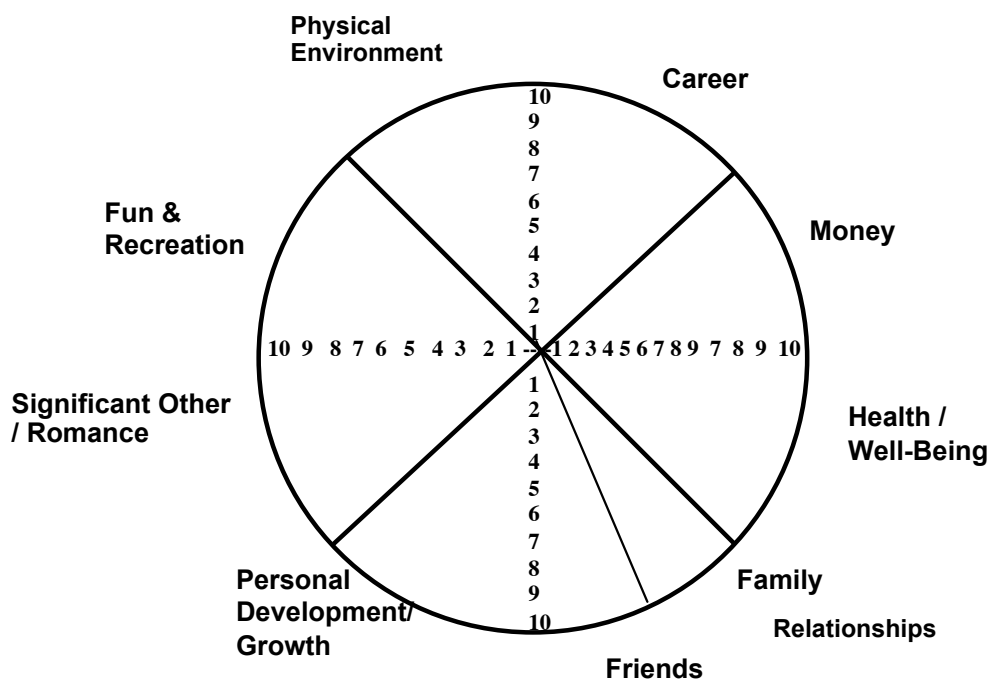 Physical
Environment
Career
10
9
8
7
6
5
4
3
2
1
Fun &
Recreation
Money
10 9 8 7 6 5 4 3 2 1 -- -1 2 3 4 5 6 7 8 9 7 8 9 10
1
2
3
4
5
6
7
8
9
10
Significant Other
/ Romance
Health /
Well-Being
Personal
Development/
Growth
Family
Relationships
Friends